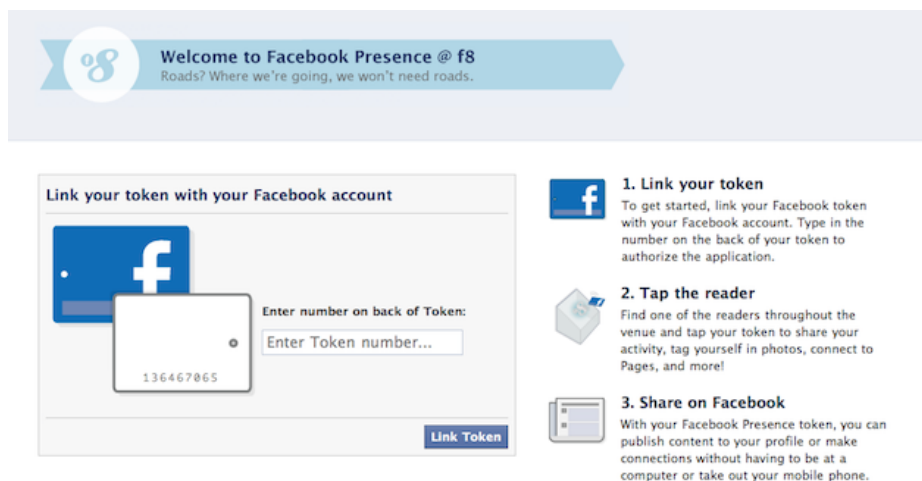 f8
Welcome to Facebook Presence @ f8
Roads? Where we're going, we won't need roads.
Link your token with your Facebook account
f
Enter number on back of Token:
Enter Token number...
136467065
Link Token
f
1. Link your token
To get started, link your Facebook token
with your Facebook account. Type in the
number on the back of your token to
authorize the application.
2. Tap the reader
Find one of the readers throughout the
venue and tap your token to share your
activity, tag yourself in photos, connect to
Pages, and more!
3. Share on Facebook
With your Facebook Presence token, you can
publish content to your profile or make
connections without having to be at a
computer or take out your mobile phone.